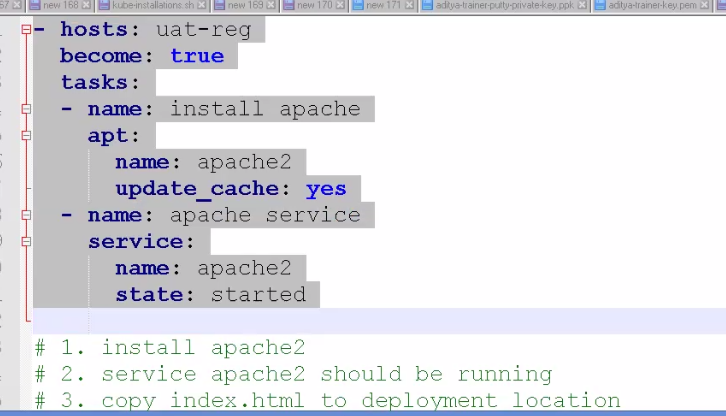 new 168 kube-installations.sh new 169 new 170 new 171 aditya-trainer-putty-private-key.ppk aditya-trainer-key.pem
- hosts: uat-reg
become: true
tasks:
- name: install apache
apt:
name: apache2
update_cache: yes
- name: apache service
service:
name: apache2
state: started
# 1. install apache2
# 2. service apache2 should be running
# 3. copy index.html to deployment location